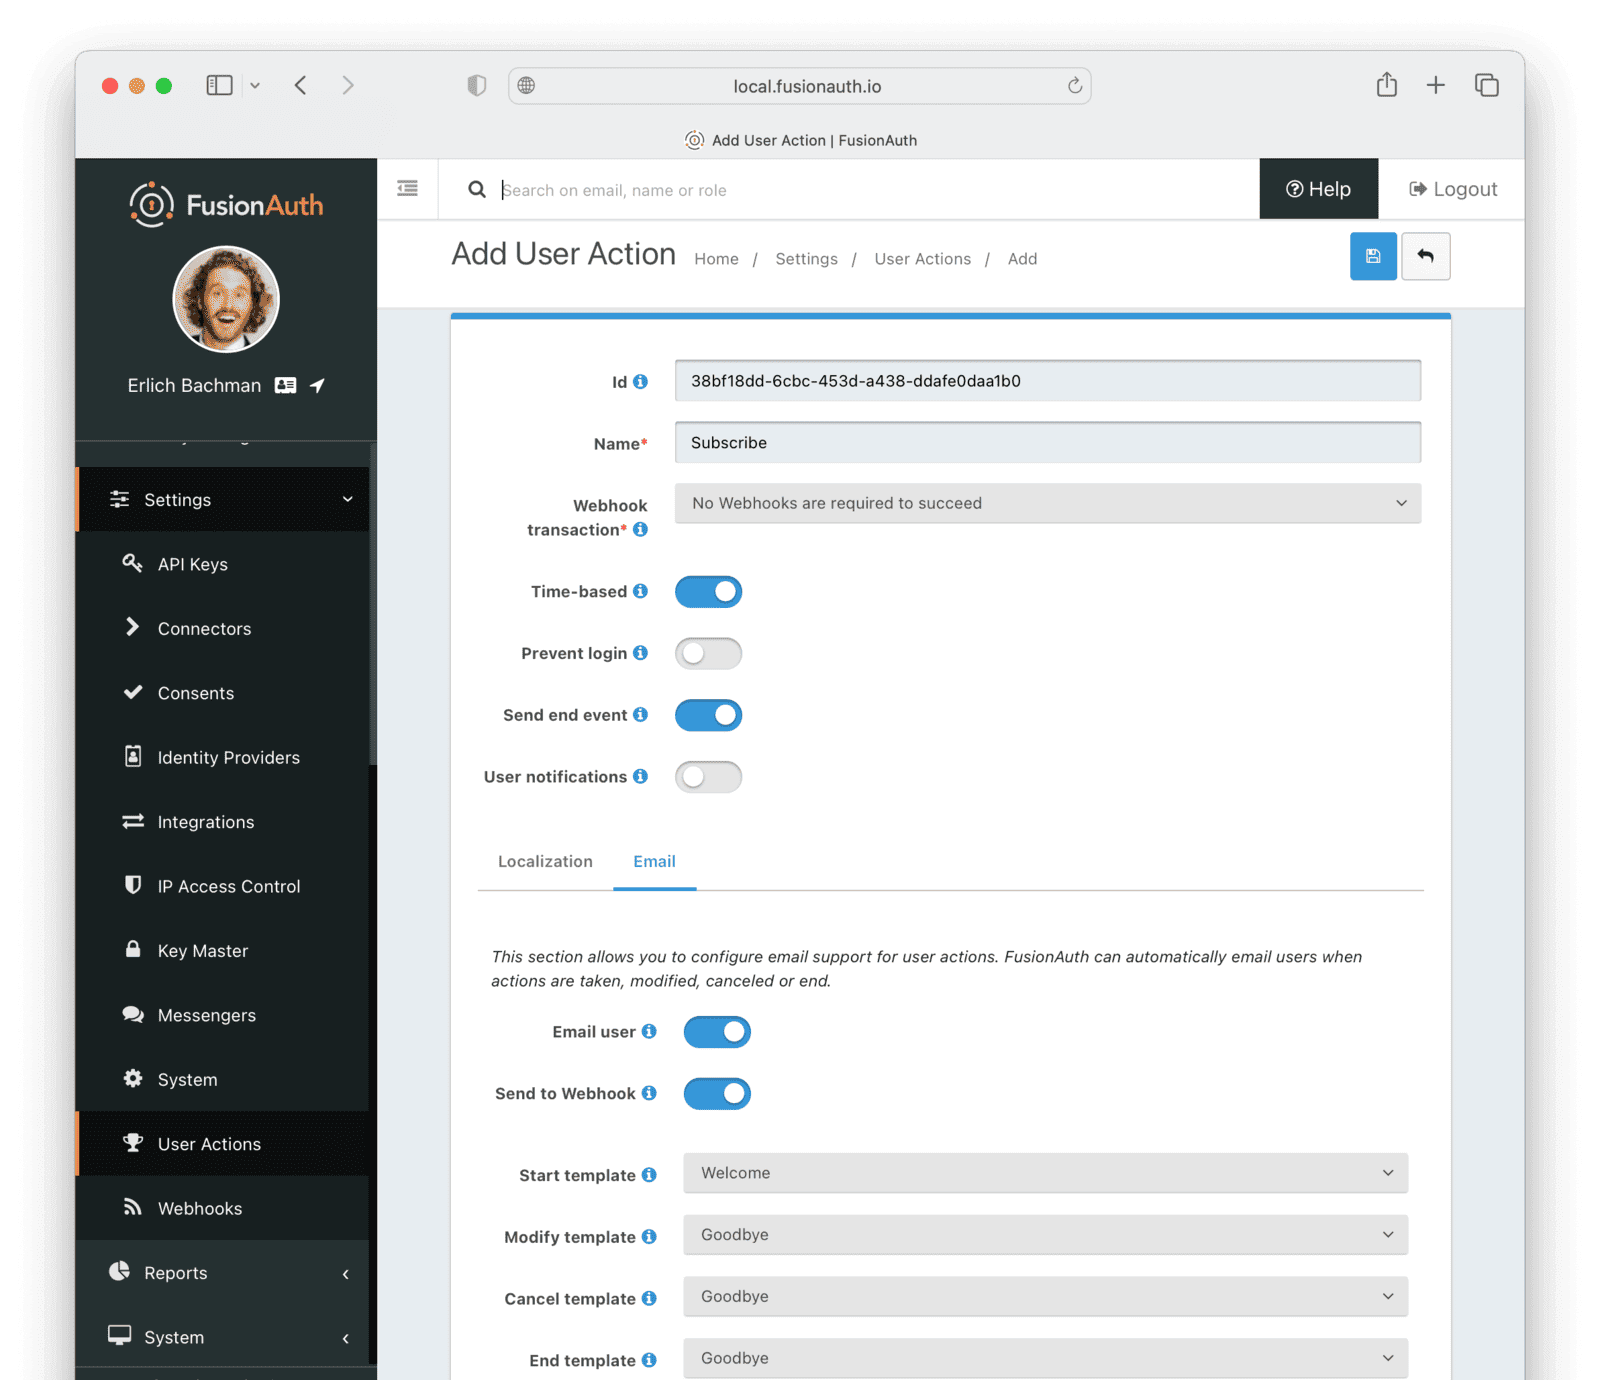 local.fusionauth.io
Add User Action | FusionAuth
FusionAuth
Search on email, name or role
Help
Logout
Add User Action
Home / Settings / User Actions / Add
Erlich Bachman
Settings
API Keys
Connectors
Consents
Identity Providers
Integrations
IP Access Control
Key Master
Messengers
System
User Actions
Webhooks
Reports
System
Id
38bf18dd-6cbc-453d-a438-ddafe0daa1b0
Name*
Subscribe
Webhook
transaction*
No Webhooks are required to succeed
Time-based
Prevent login
Send end event
User notifications
Localization
Email
This section allows you to configure email support for user actions. FusionAuth can automatically email users when
actions are taken, modified, canceled or end.
Email user
Send to Webhook
Start template
Welcome
Modify template
Goodbye
Cancel template
Goodbye
End template
Goodbye